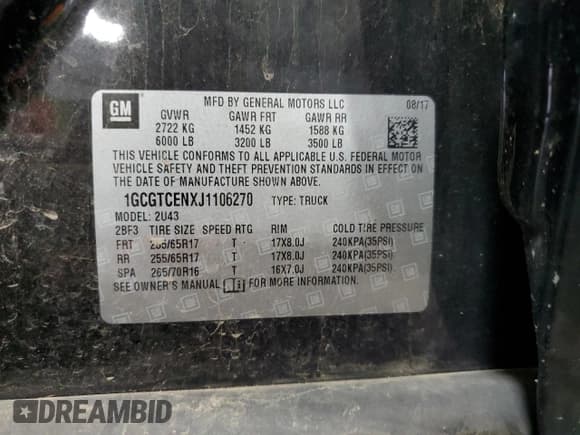 GM
MFD BY GENERAL MOTORS LLC 08/17
GVWR GAWR FRT GAWR RR
2722 KG 1452 KG 1588 KG
6000 LB 3200 LB 3500 LB
THIS VEHICLE CONFORMS TO ALL APPLICABLE U.S. FEDERAL MOTOR
VEHICLE SAFETY AND THEFT PREVENTION STANDARDS IN EFFECT ON
THE DATE OF MANUFACTURE SHOWN ABOVE.
1GCGTCENXJ1106270 TYPE: TRUCK
MODEL: 2U43
2BF3 TIRE SIZE SPEED RTG RIM COLD TIRE PRESSURE
FRT 255/65R17 T 17X8.0J 240KPA(35PSI)
RR 255/65R17 T 17X8.0J 240KPA(35PSI)
SPA 265/70R16 T 16X7.0J 240KPA(35PSI)
SEE OWNER'S MANUAL FOR MORE INFORMATION.
DREAMBID